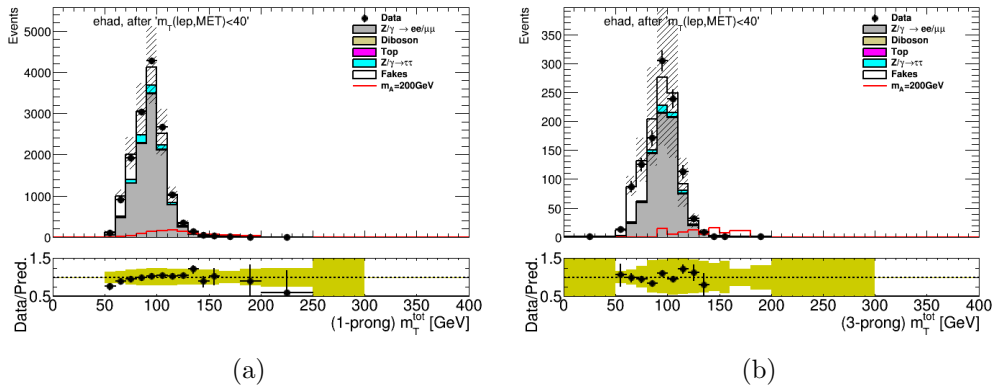 ehad, after 'm_T(lep,MET)<40'
Events
Data
Z/γ → ee/μμ
Diboson
Top
Z/γ→ττ
Fakes
m_A=200GeV
5000
4000
3000
2000
1000
0
1.5
1
0.5
Data/Pred.
0 50 100 150 200 250 300 350 400
(1-prong) m_T^tot [GeV]
(a)
ehad, after 'm_T(lep,MET)<40'
Events
Data
Z/γ → ee/μμ
Diboson
Top
Z/γ→ττ
Fakes
m_A=200GeV
400
350
300
250
200
150
100
50
0
1.5
1
0.5
Data/Pred.
0 50 100 150 200 250 300 350 400
(3-prong) m_T^tot [GeV]
(b)